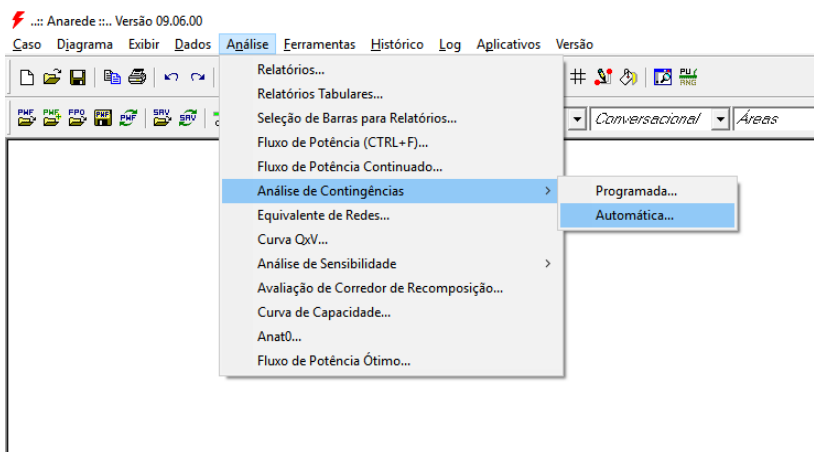 ..:: Anarede ::.. Versão 09.06.00
Caso Diagrama Exibir Dados Análise Ferramentas Histórico Log Aplicativos Versão
Relatórios...
Relatórios Tabulares...
Seleção de Barras para Relatórios...
Fluxo de Potência (CTRL+F)...
Fluxo de Potência Continuado...
Análise de Contingências
Equivalente de Redes...
Curva QxV...
Análise de Sensibilidade
Avaliação de Corredor de Recomposição...
Curva de Capacidade...
Anat0...
Fluxo de Potência Ótimo...
Programada...
Automática...
PU/
RNG
PWF PWF FPO PWF PWF SAV SAV
Conversacional Áreas